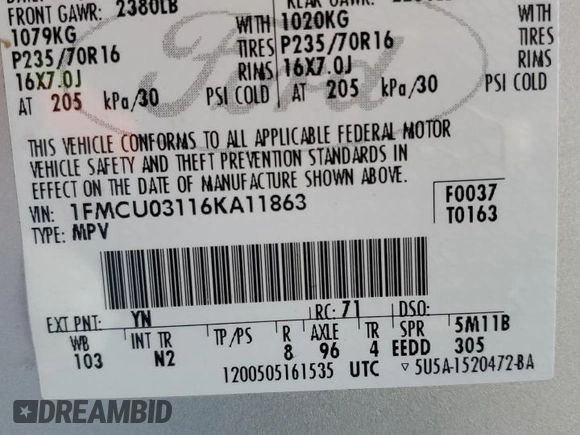 FRONT GAWR: 2380LB
1079KG WITH 1020KG WITH
P235/70R16 TIRES P235/70R16 TIRES
16X7.0J RIMS 16X7.0J RIMS
AT 205 kPa/30 PSI COLD AT 205 kPa/30 PSI COLD
Ford
THIS VEHICLE CONFORMS TO ALL APPLICABLE FEDERAL MOTOR
VEHICLE SAFETY AND THEFT PREVENTION STANDARDS IN
EFFECT ON THE DATE OF MANUFACTURE SHOWN ABOVE.
VIN: 1FMCU03116KA11863 F0037
TYPE: MPV T0163
EXT PNT: YN RC: 71 DSO:
WB INT TR TP/PS R AXLE TR SPR 5M11B
103 N2 8 96 4 EEDD 305
1200505161535 UTC ▽5U5A-1520472-BA
DREAMBID